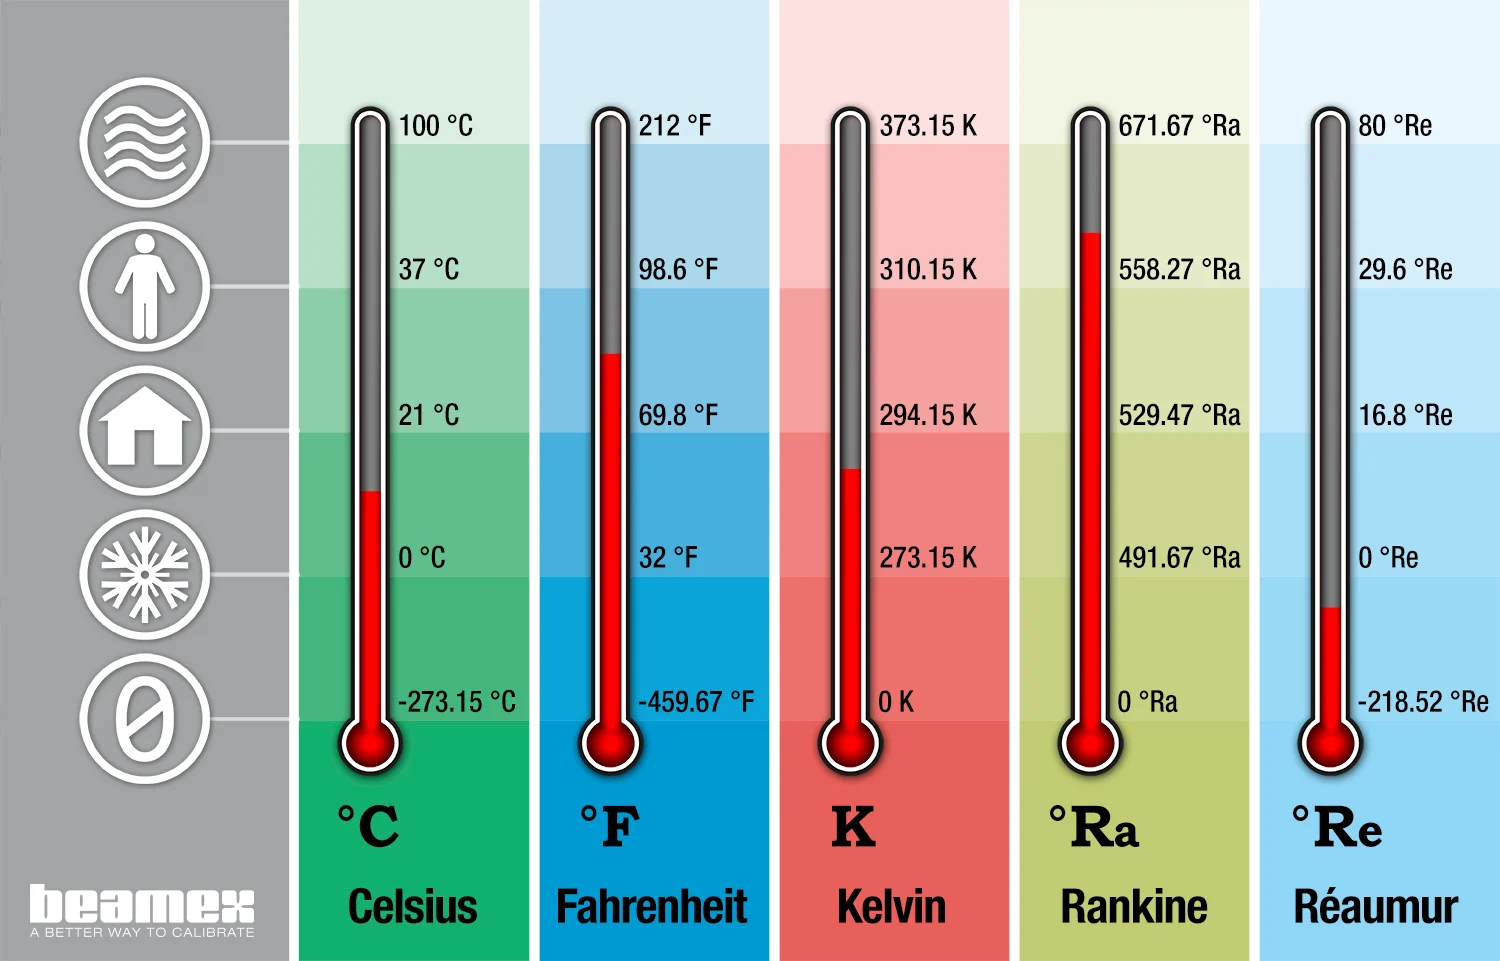 100 °C
212 °F
373.15 K
671.67 °Ra
80 °Re
37 °C
98.6 °F
310.15 K
558.27 °Ra
29.6 °Re
21 °C
69.8 °F
294.15 K
529.47 °Ra
16.8 °Re
0 °C
32 °F
273.15 K
491.67 °Ra
0 °Re
0
-273.15 °C
-459.67 °F
0 K
0 °Ra
-218.52 °Re
°C
°F
K
°Ra
°Re
Celsius
Fahrenheit
Kelvin
Rankine
Réaumur
beamex
A BETTER WAY TO CALIBRATE